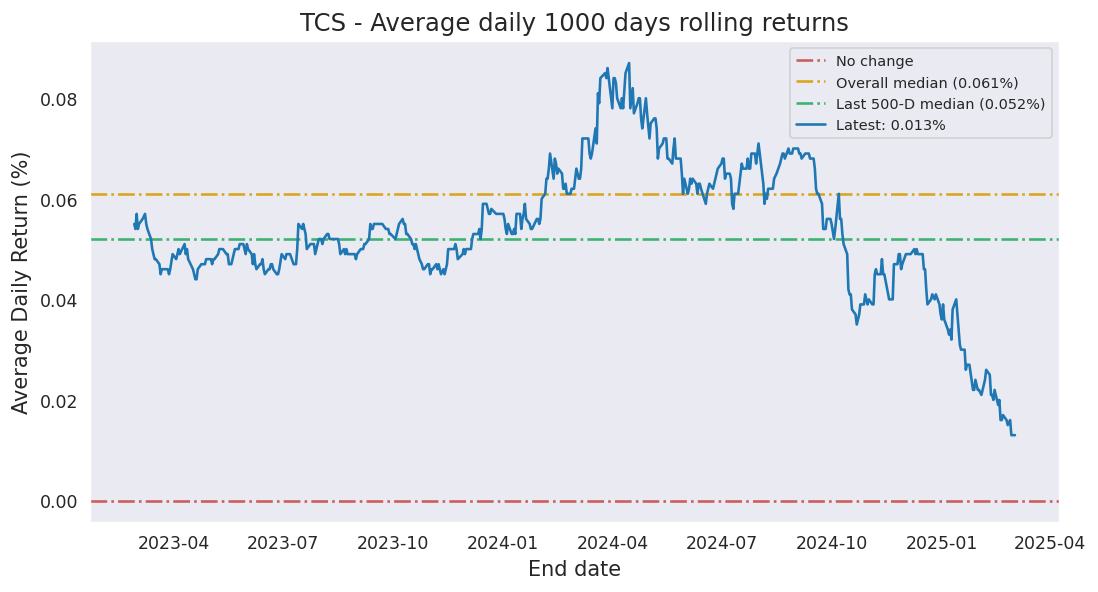 TCS - Average daily 1000 days rolling returns
No change
Overall median (0.061%)
Last 500-D median (0.052%)
Latest: 0.013%
Average Daily Return (%)
0.08
0.06
0.04
0.02
0.00
2023-04 2023-07 2023-10 2024-01 2024-04 2024-07 2024-10 2025-01 2025-04
End date